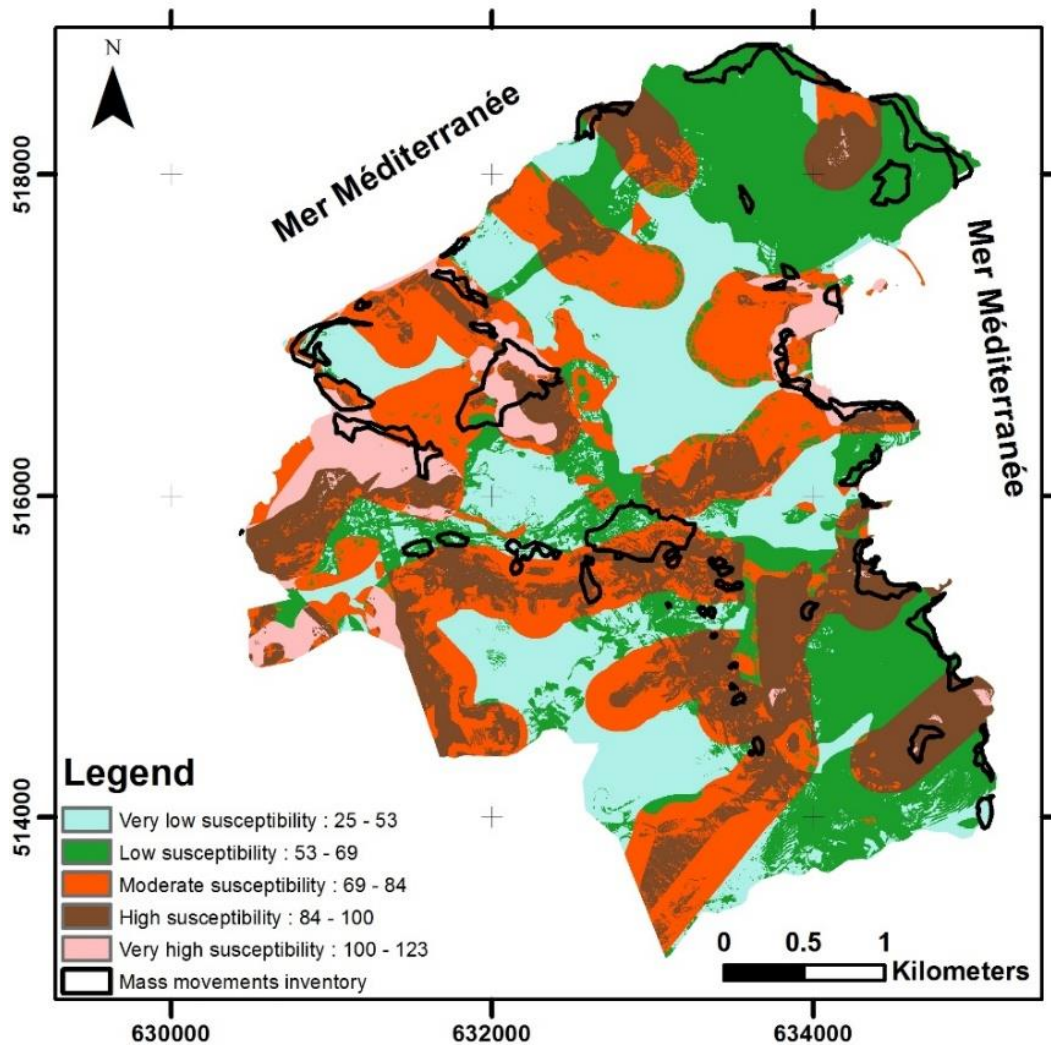 N
Mer Méditerranée
Mer Méditerranée
518000
516000
514000
Legend
Very low susceptibility : 25 - 53
Low susceptibility : 53 - 69
Moderate susceptibility : 69 - 84
High susceptibility : 84 - 100
Very high susceptibility : 100 - 123
Mass movements inventory
0 0.5 1
Kilometers
630000 632000 634000